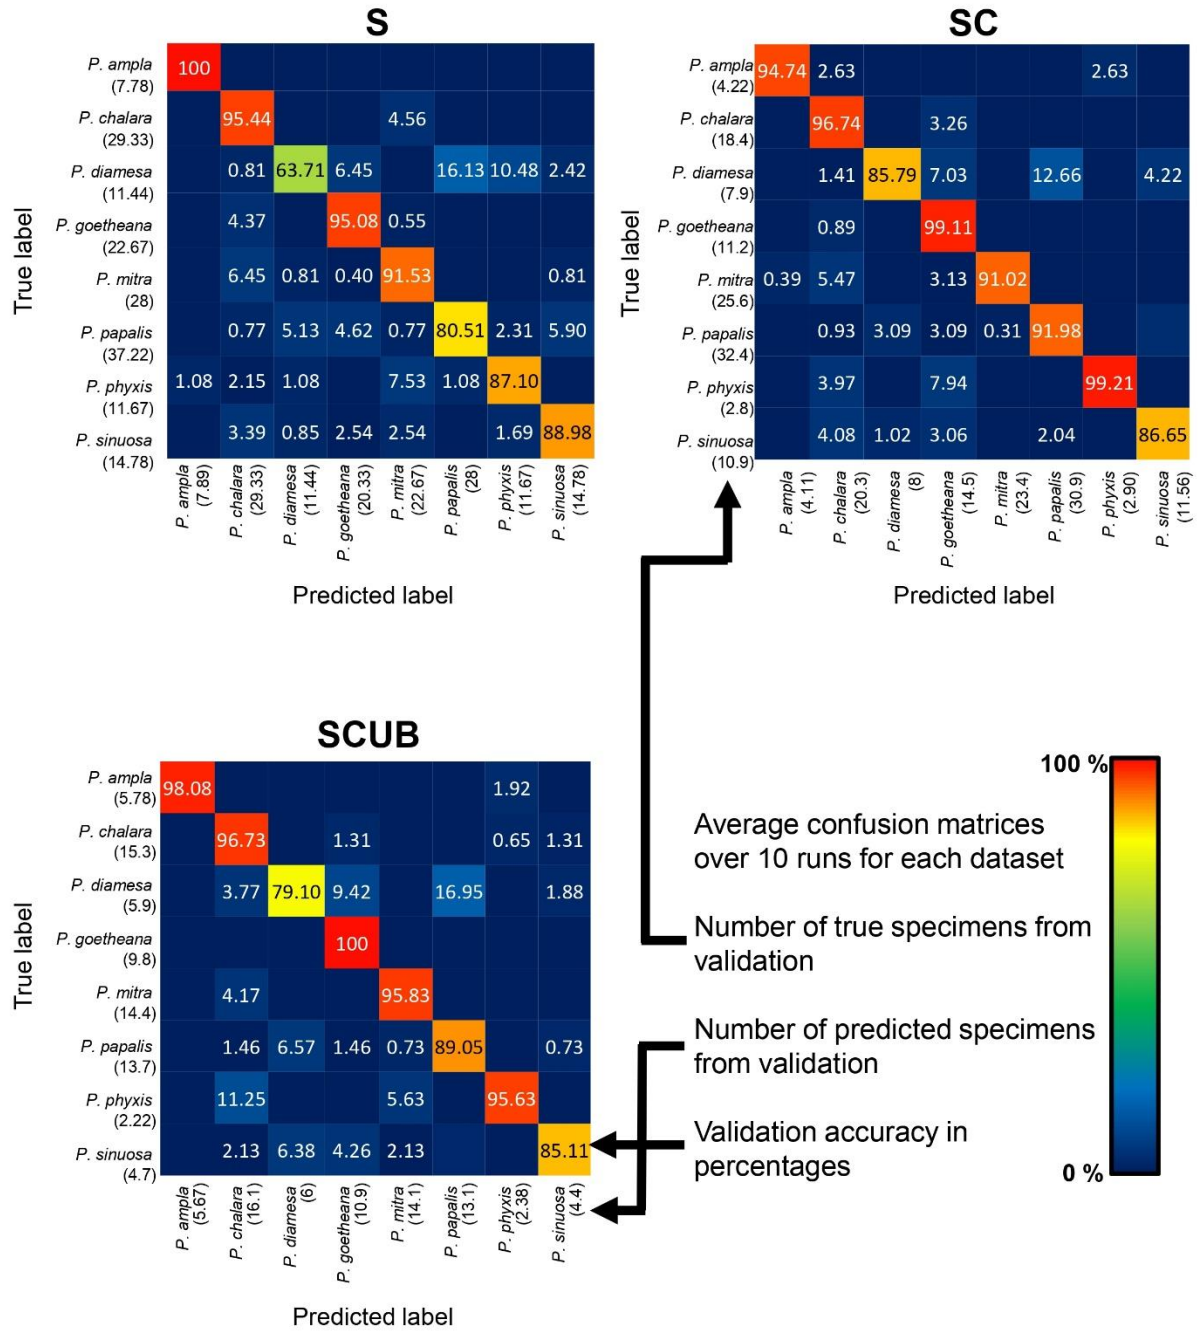 S
P. ampla
(7.78)
100
P. chalara
(29.33)
95.44 4.56
P. diamesa
(11.44)
0.81 63.71 6.45 16.13 10.48 2.42
P. goetheana
(22.67)
4.37 95.08 0.55
P. mitra
(28)
6.45 0.81 0.40 91.53 0.81
P. papalis
(37.22)
0.77 5.13 4.62 0.77 80.51 2.31 5.90
P. phyxis
(11.67)
1.08 2.15 1.08 7.53 1.08 87.10
P. sinuosa
(14.78)
3.39 0.85 2.54 2.54 1.69 88.98
True label
P. ampla
(7.89)
P. chalara
(29.33)
P. diamesa
(11.44)
P. goetheana
(20.33)
P. mitra
(22.67)
P. papalis
(28)
P. phyxis
(11.67)
P. sinuosa
(14.78)
Predicted label
SC
P. ampla
(4.22)
94.74 2.63 2.63
P. chalara
(18.4)
96.74 3.26
P. diamesa
(7.9)
1.41 85.79 7.03 12.66 4.22
P. goetheana
(11.2)
0.89 99.11
P. mitra
(25.6)
0.39 5.47 3.13 91.02
P. papalis
(32.4)
0.93 3.09 3.09 0.31 91.98
P. phyxis
(2.8)
3.97 7.94 99.21
P. sinuosa
(10.9)
4.08 1.02 3.06 2.04 86.65
True label
P. ampla
(4.11)
P. chalara
(20.3)
P. diamesa
(8)
P. goetheana
(14.5)
P. mitra
(23.4)
P. papalis
(30.9)
P. phyxis
(2.90)
P. sinuosa
(11.56)
Predicted label
SCUB
P. ampla
(5.78)
98.08 1.92
P. chalara
(15.3)
96.73 1.31 0.65 1.31
P. diamesa
(5.9)
3.77 79.10 9.42 16.95 1.88
P. goetheana
(9.8)
100
P. mitra
(14.4)
4.17 95.83
P. papalis
(13.7)
1.46 6.57 1.46 0.73 89.05 0.73
P. phyxis
(2.22)
11.25 5.63 95.63
P. sinuosa
(4.7)
2.13 6.38 4.26 2.13 85.11
True label
P. ampla
(5.67)
P. chalara
(16.1)
P. diamesa
(6)
P. goetheana
(10.9)
P. mitra
(14.1)
P. papalis
(13.1)
P. phyxis
(2.38)
P. sinuosa
(4.4)
Predicted label
Average confusion matrices
over 10 runs for each dataset
Number of true specimens from
validation
Number of predicted specimens
from validation
Validation accuracy in
percentages
100 %
0 %